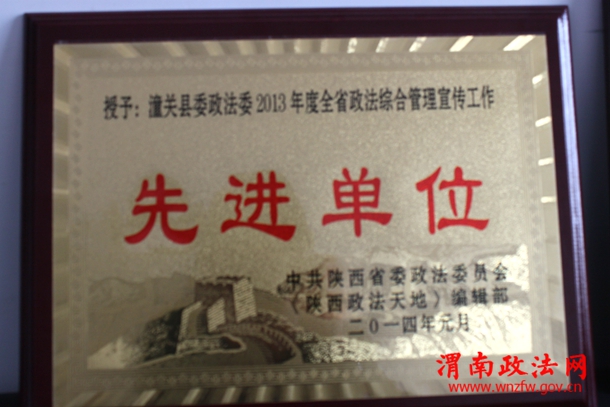 授予：潼关县委政法委2013年度全省政法综合管理宣传工作
先进单位
中共陕西省委政法委员会
《陕西政法天地》编辑部
二〇一四年元月
渭南政法网
www.wnzfw.gov.cn